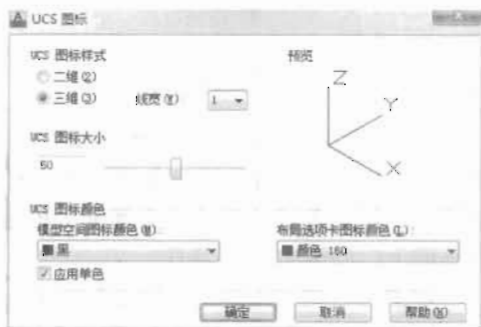 UCS 图标
UCS 图标样式
二维(2)
三维(3)
线宽(W)
1
预览
Z
Y
X
UCS 图标大小
50
UCS 图标颜色
模型空间图标颜色(M)
黑
应用单色
布局选项卡图标颜色(L)
颜色 160
确定
取消
帮助(H)